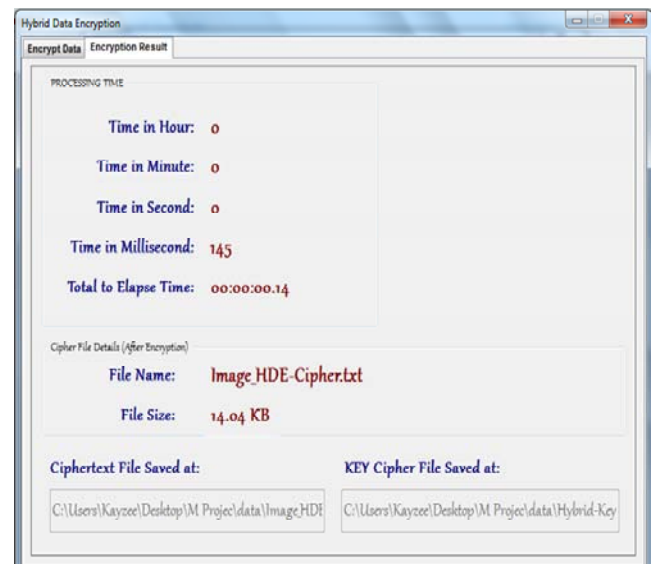 Hybrid Data Encryption
Encrypt Data Encryption Result
PROCESSING TIME
Time in Hour: 0
Time in Minute: 0
Time in Second: 0
Time in Millisecond: 145
Total to Elapse Time: 00:00:00.14
Cipher File Details (After Encryption)
File Name: Image_HDE-Cipher.txt
File Size: 14.04 KB
Ciphertext File Saved at: KEY Cipher File Saved at:
C:\Users\Kayzee\Desktop\M Projec\data\Image_HDE C:\Users\Kayzee\Desktop\M Projec\data\Hybrid-Key